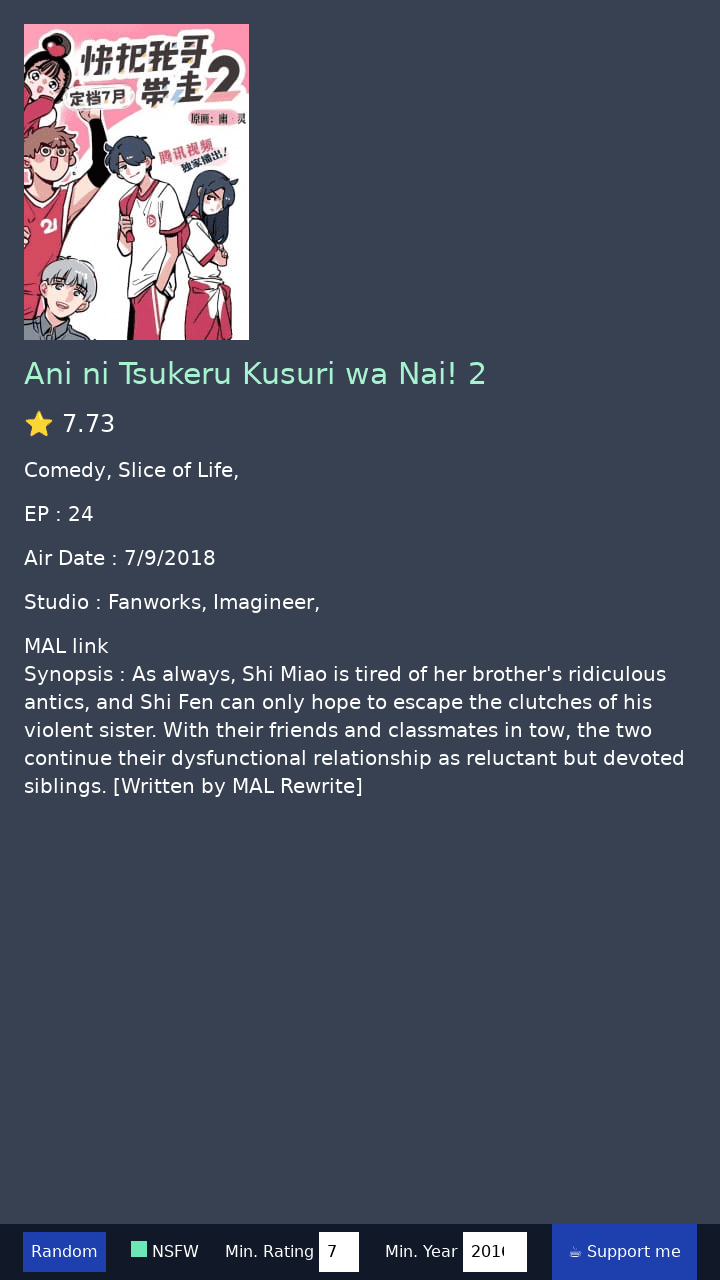 快把我哥
带走2
定档7月
原画：幽·灵
腾讯视频
独家播出！
21
Ani ni Tsukeru Kusuri wa Nai! 2
⭐ 7.73
Comedy, Slice of Life,
EP : 24
Air Date : 7/9/2018
Studio : Fanworks, Imagineer,
MAL link
Synopsis : As always, Shi Miao is tired of her brother's ridiculous
antics, and Shi Fen can only hope to escape the clutches of his
violent sister. With their friends and classmates in tow, the two
continue their dysfunctional relationship as reluctant but devoted
siblings. [Written by MAL Rewrite]
Random NSFW Min. Rating 7 Min. Year 2010 ☕ Support me